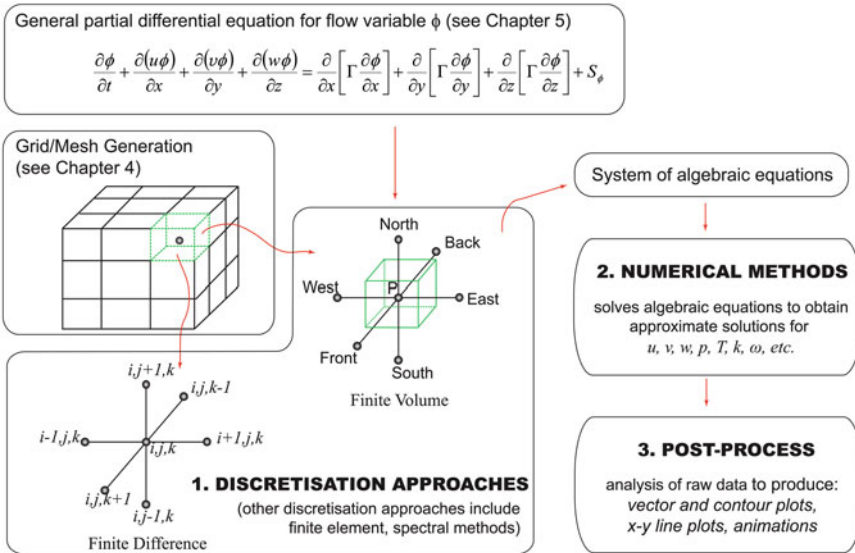 General partial differential equation for flow variable ϕ (see Chapter 5)
∂ϕ/∂t + ∂(uϕ)/∂x + ∂(vϕ)/∂y + ∂(wϕ)/∂z = ∂/∂x [Γ ∂ϕ/∂x] + ∂/∂y [Γ ∂ϕ/∂y] + ∂/∂z [Γ ∂ϕ/∂z] + S_ϕ
Grid/Mesh Generation
(see Chapter 4)
System of algebraic equations
North
Back
West
P
East
Front
South
Finite Volume
2. NUMERICAL METHODS
solves algebraic equations to obtain
approximate solutions for
u, v, w, p, T, k, ω, etc.
i,j+1,k
i,j,k-1
i-1,j,k
i,j,k
i+1,j,k
i,j,k+1
i,j-1,k
Finite Difference
1. DISCRETISATION APPROACHES
(other discretisation approaches include
finite element, spectral methods)
3. POST-PROCESS
analysis of raw data to produce:
vector and contour plots,
x-y line plots, animations